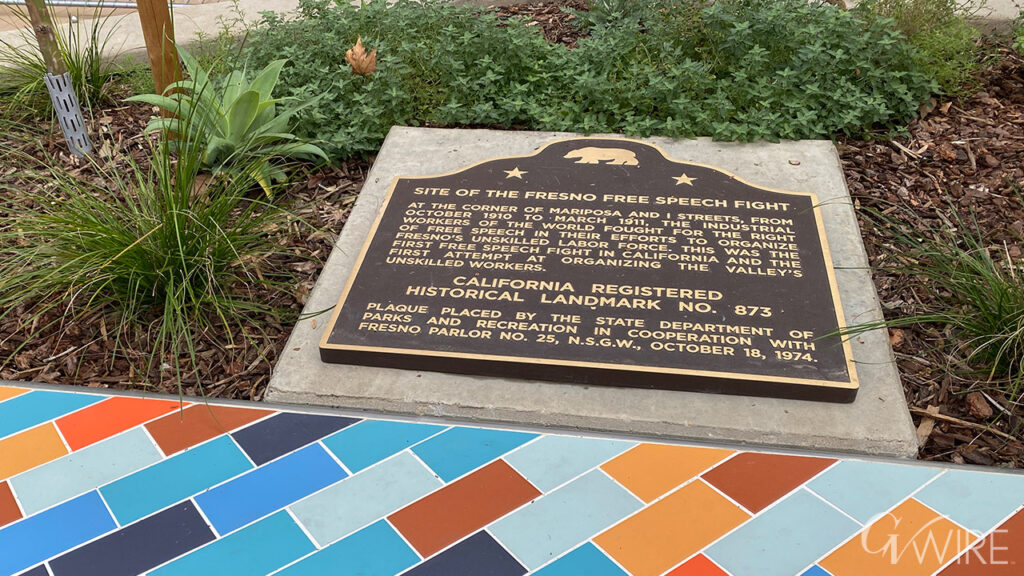 SITE OF THE FRESNO FREE SPEECH FIGHT
AT THE CORNER OF MARIPOSA AND I STREETS, FROM
OCTOBER 1910 TO MARCH 1911, THE INDUSTRIAL
WORKERS OF THE WORLD FOUGHT FOR THE RIGHT
OF FREE SPEECH IN THEIR EFFORTS TO ORGANIZE
FRESNO'S UNSKILLED LABOR FORCE. THIS WAS THE
FIRST FREE SPEECH FIGHT IN CALIFORNIA AND THE
FIRST ATTEMPT AT ORGANIZING THE VALLEY'S
UNSKILLED WORKERS.
CALIFORNIA REGISTERED
HISTORICAL LANDMARK NO. 873
PLAQUE PLACED BY THE STATE DEPARTMENT OF
PARKS AND RECREATION IN COOPERATION WITH
FRESNO PARLOR NO. 25, N.S.G.W., OCTOBER 18, 1974.
GV WIRE